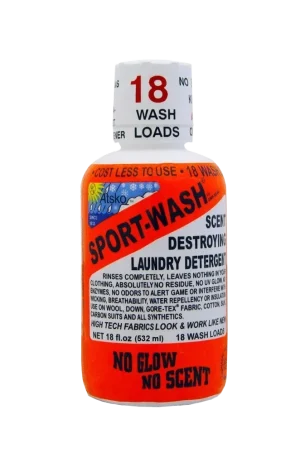 18
NO
WASH
LOADS
•COST LESS TO USE • 18 WASH
Atsko
SPORT-WASH
SCENT
DESTROYING
LAUNDRY DETERGENT
RINSES COMPLETELY, LEAVES NOTHING IN YOUR
CLOTHING, ABSOLUTELY NO RESIDUE, NO UV GLOW,
ENZYMES, NO ODORS TO ALERT GAME OR INTERFERE WITH
WICKING, BREATHABILITY, WATER REPELLENCY OR INSULATION
USE ON WOOL, DOWN, GORE-TEX® FABRIC, COTTON,
CARBON SUITS AND ALL SYNTHETICS.
HIGH TECH FABRICS LOOK & WORK LIKE NEW
NET 18 fl.oz (532 ml) 18 WASH LOADS
NO GLOW
NO SCENT